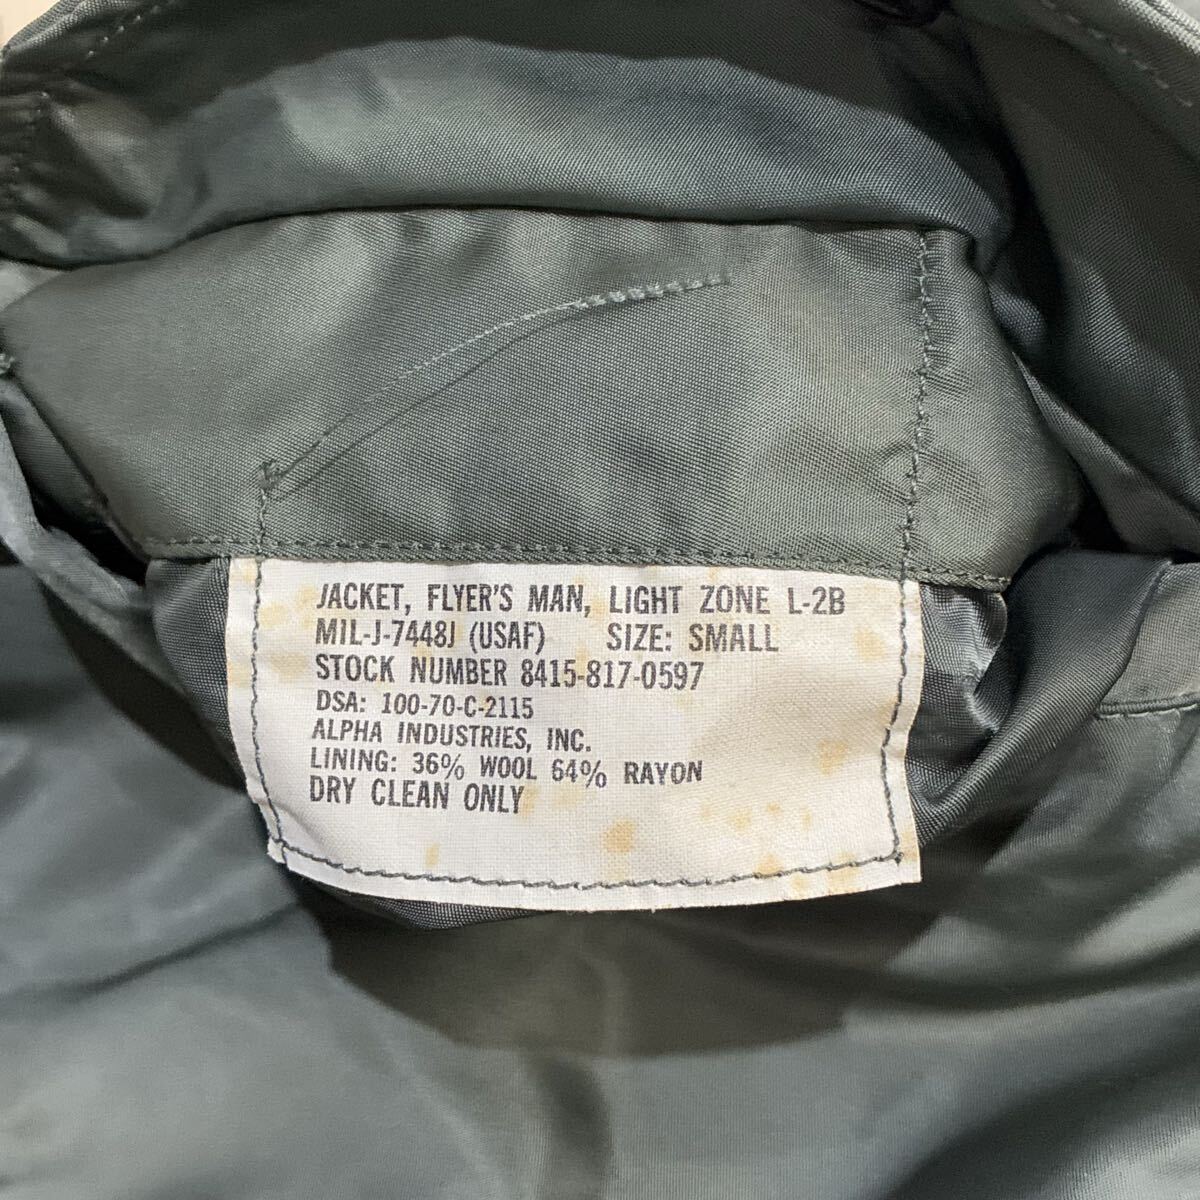 JACKET, FLYER'S MAN, LIGHT ZONE L-2B
MIL-J-7448J (USAF) SIZE: SMALL
STOCK NUMBER 8415-817-0597
DSA: 100-70-C-2115
ALPHA INDUSTRIES, INC.
LINING: 36% WOOL 64% RAYON
DRY CLEAN ONLY